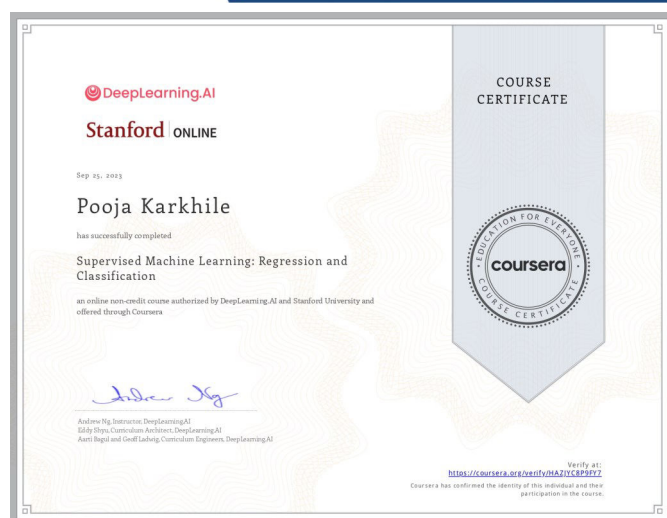 DeepLearning.AI
Stanford ONLINE
Sep 25, 2023
Pooja Karkhile
has successfully completed
Supervised Machine Learning: Regression and
Classification
an online non-credit course authorized by DeepLearning.AI and Stanford University and
offered through Coursera
Andrew Ng
Andrew Ng, Instructor, DeepLearning.AI
Eddy Shyu, Curriculum Architect, DeepLearning.AI
Aarti Bagul and Geoff Ladwig, Curriculum Engineers, DeepLearning.AI
COURSE
CERTIFICATE
EDUCATION FOR EVERYONE
coursera
COURSE CERTIFICATE
Verify at:
https://coursera.org/verify/HAZJYC8P9FY7
Coursera has confirmed the identity of this individual and their
participation in the course.